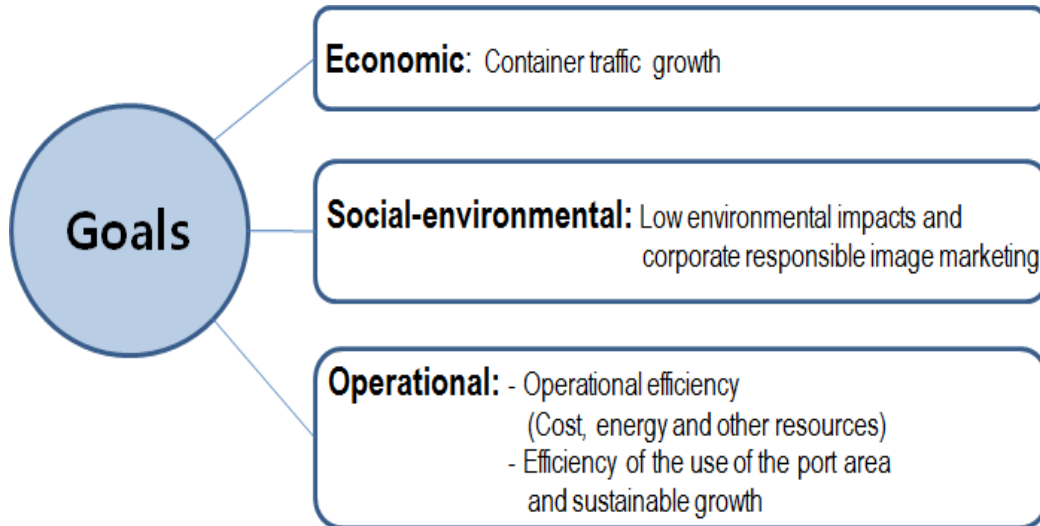 Goals
Economic: Container traffic growth
Social-environmental: Low environmental impacts and
corporate responsible image marketing
Operational: - Operational efficiency
(Cost, energy and other resources)
- Efficiency of the use of the port area
and sustainable growth